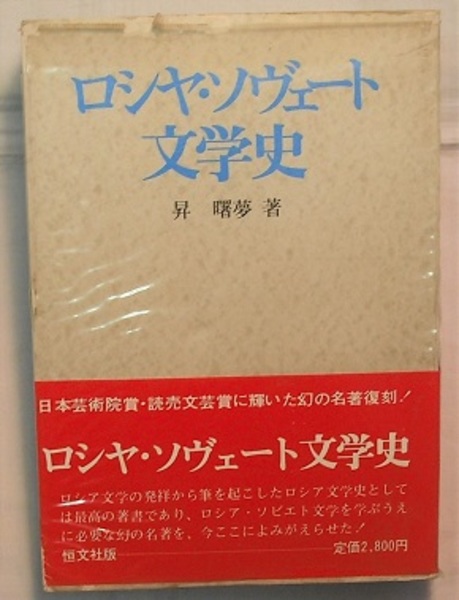 ロシヤ・ソヴェート
文学史
昇 曙夢 著
日本芸術院賞・読売文芸賞に輝いた幻の名著復刻!
ロシヤ・ソヴェート文学史
ロシア文学の発祥から筆を起こしたロシア文学史として
は最高の著書であり、ロシア・ソビエト文学を学ぶうえ
に必要な幻の名著を、今ここによみがえらせた!
恒文社版 定価2,800円